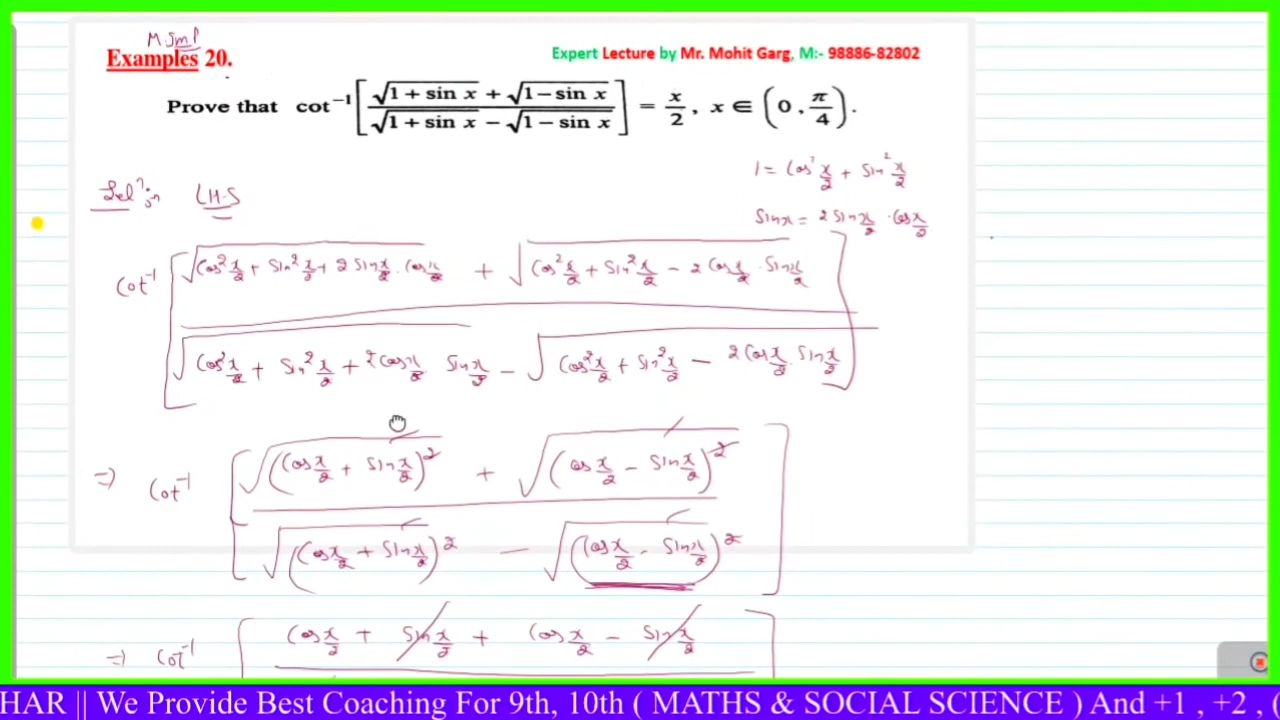 M. Imp
Examples 20.
Expert Lecture by Mr. Mohit Garg, M:- 98886-82802
Prove that cot⁻¹[(√(1 + sin x) + √(1 − sin x))/(√(1 + sin x) − √(1 − sin x))] = x/2, x ∈ (0, π/4).
1 = Cos² x/2 + Sin² x/2
Solⁿ:- LHS
Sinx = 2 Sin x/2 · Cos x/2
Cot⁻¹ [(√(Cos² x/2 + Sin² x/2 + 2 Sin x/2 · Cos x/2) + √(Cos² x/2 + Sin² x/2 − 2 Cos x/2 · Sin x/2))/(√(Cos² x/2 + Sin² x/2 + 2 Cos x/2 Sin x/2) − √(Cos² x/2 + Sin² x/2 − 2 Cos x/2 · Sin x/2))]
⇒ Cot⁻¹ [(√((Cos x/2 + Sin x/2)²) + √((Cos x/2 − Sin x/2)²))/(√((Cos x/2 + Sin x/2)²) − √((Cos x/2 − Sin x/2)²))]
⇒ Cot⁻¹ [Cos x/2 + Sin x/2 + Cos x/2 − Sin x/2
HAR || We Provide Best Coaching For 9th, 10th ( MATHS & SOCIAL SCIENCE ) And +1 , +2 , (